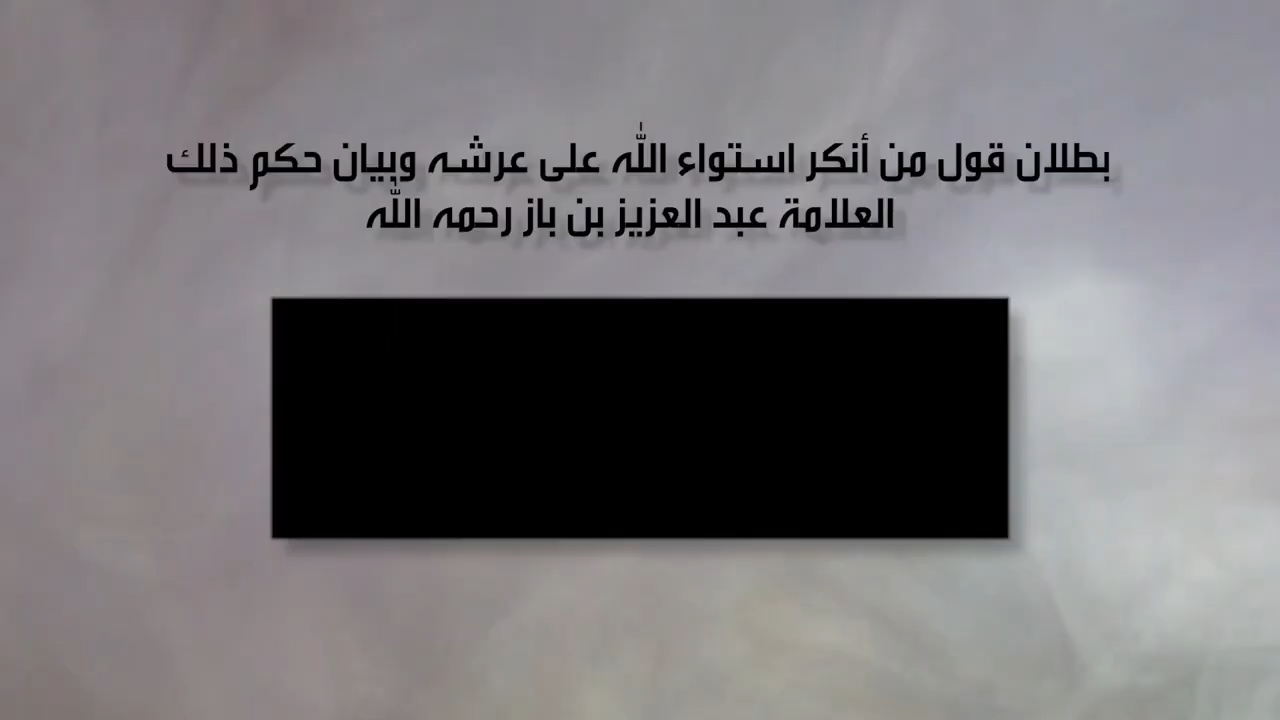 بطلان قول من أنكر استواء الله على عرشه وبيان حكم ذلك
العلامة عبد العزيز بن باز رحمه الله